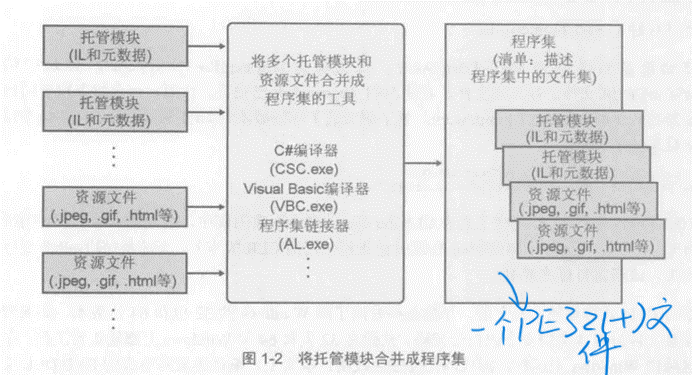 托管模块
(IL和元数据)
托管模块
(IL和元数据)
资源文件
(.jpeg, .gif, .html等)
资源文件
(.jpeg, .gif, .html等)
将多个托管模块和
资源文件合并成
程序集的工具
C#编译器
(CSC.exe)
Visual Basic编译器
(VBC.exe)
程序集链接器
(AL.exe)
程序集
(清单：描述
程序集中的文件集)
托管模块
(IL和元数据)
托管模块
(IL和元数据)
资源文件
(.jpeg, .gif, .html等)
资源文件
(.jpeg, .gif, .html等)
一个PE32(+)文
件
图 1-2 将托管模块合并成程序集